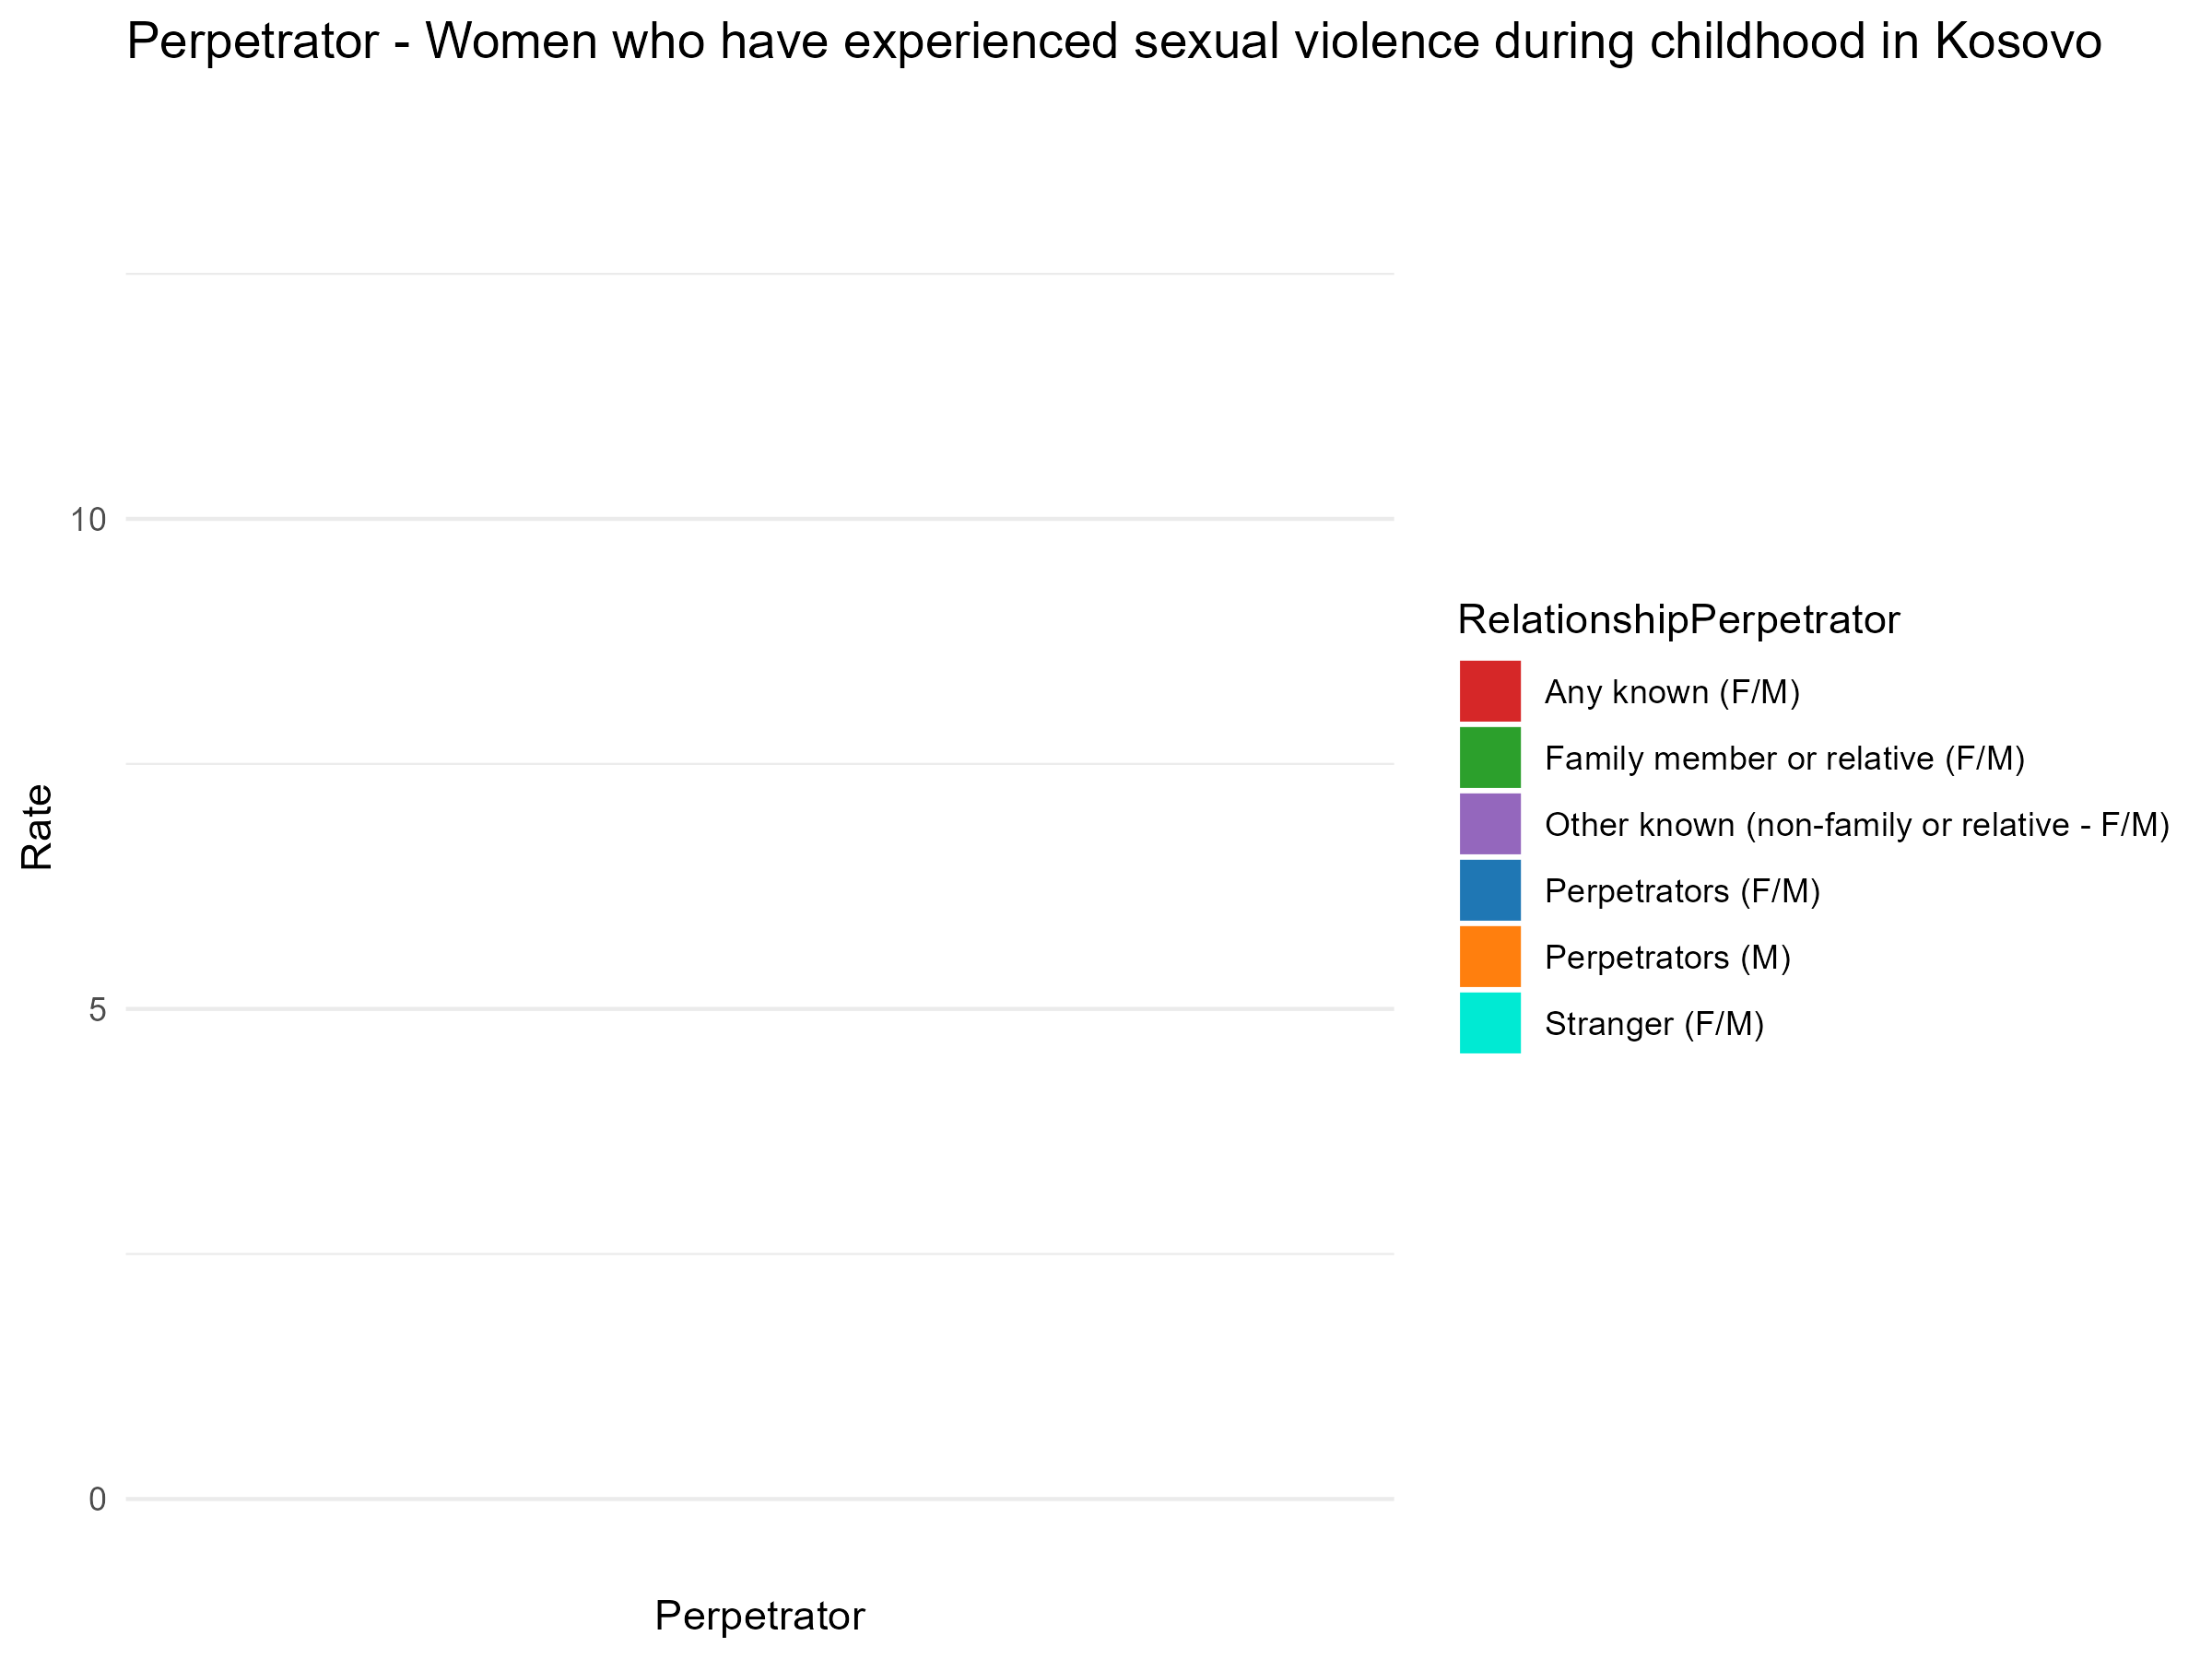 Perpetrator - Women who have experienced sexual violence during childhood in Kosovo
10
5
0
Rate
Perpetrator
RelationshipPerpetrator
Any known (F/M)
Family member or relative (F/M)
Other known (non-family or relative - F/M)
Perpetrators (F/M)
Perpetrators (M)
Stranger (F/M)